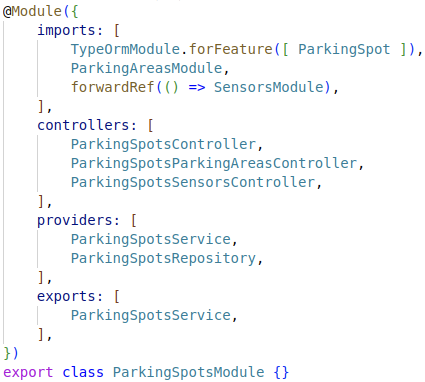 @Module({
    imports: [
        TypeOrmModule.forFeature([ ParkingSpot ]),
        ParkingAreasModule,
        forwardRef(() => SensorsModule),
    ],
    controllers: [
        ParkingSpotsController,
        ParkingSpotsParkingAreasController,
        ParkingSpotsSensorsController,
    ],
    providers: [
        ParkingSpotsService,
        ParkingSpotsRepository,
    ],
    exports: [
        ParkingSpotsService,
    ],
})
export class ParkingSpotsModule {}